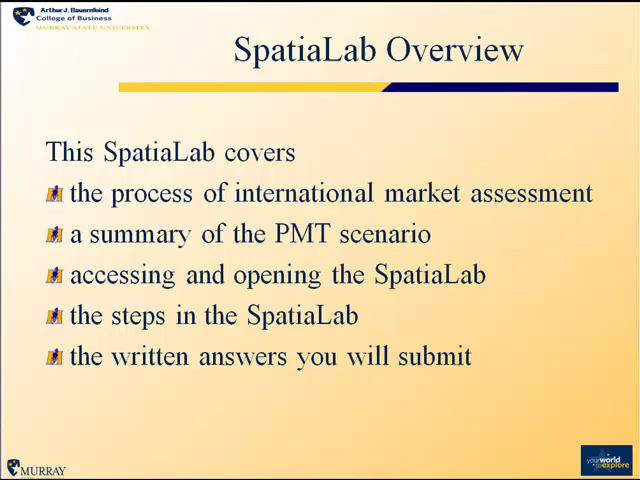 Arthur J. Bauernfeind
College of Business
MURRAY STATE UNIVERSITY
SpatiaLab Overview
This SpatiaLab covers
the process of international market assessment
a summary of the PMT scenario
accessing and opening the SpatiaLab
the steps in the SpatiaLab
the written answers you will submit
MURRAY
your world
to explore